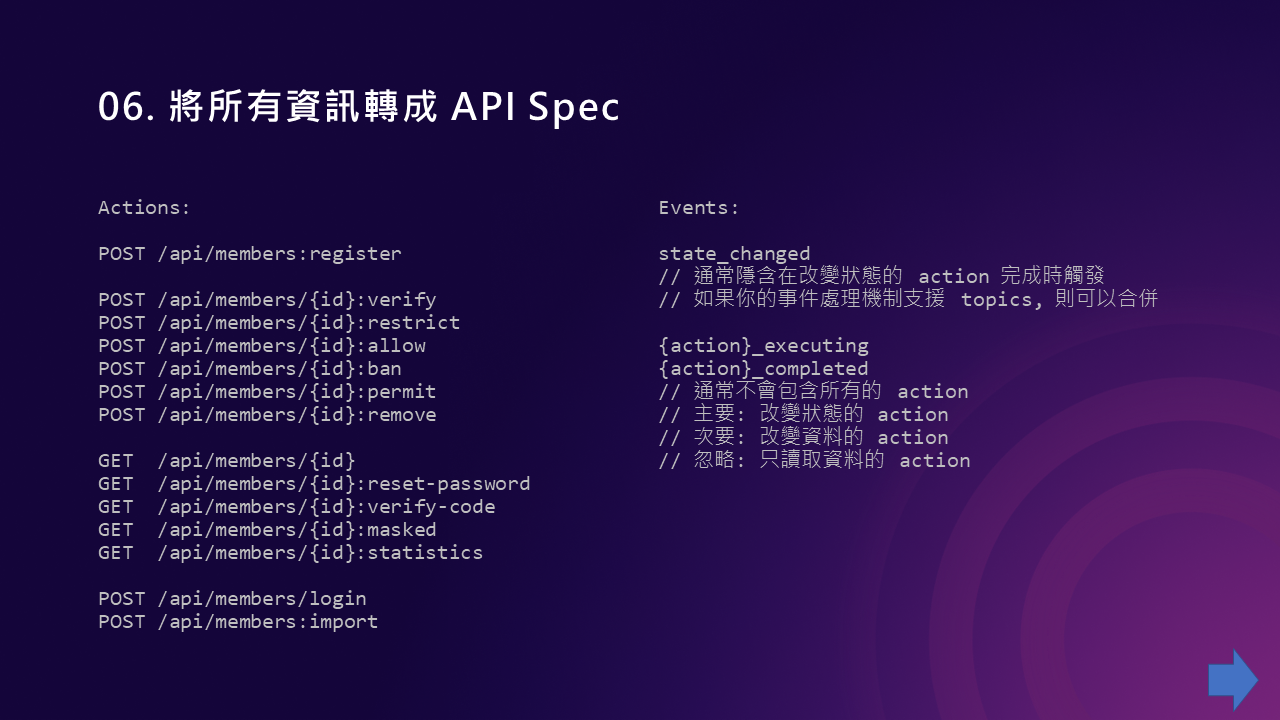 06. 將所有資訊轉成 API Spec
Actions:
POST /api/members:register
POST /api/members/{id}:verify
POST /api/members/{id}:restrict
POST /api/members/{id}:allow
POST /api/members/{id}:ban
POST /api/members/{id}:permit
POST /api/members/{id}:remove
GET  /api/members/{id}
GET  /api/members/{id}:reset-password
GET  /api/members/{id}:verify-code
GET  /api/members/{id}:masked
GET  /api/members/{id}:statistics
POST /api/members/login
POST /api/members:import
Events:
state_changed
// 通常隱含在改變狀態的 action 完成時觸發
// 如果你的事件處理機制支援 topics, 則可以合併
{action}_executing
{action}_completed
// 通常不會包含所有的 action
// 主要: 改變狀態的 action
// 次要: 改變資料的 action
// 忽略: 只讀取資料的 action